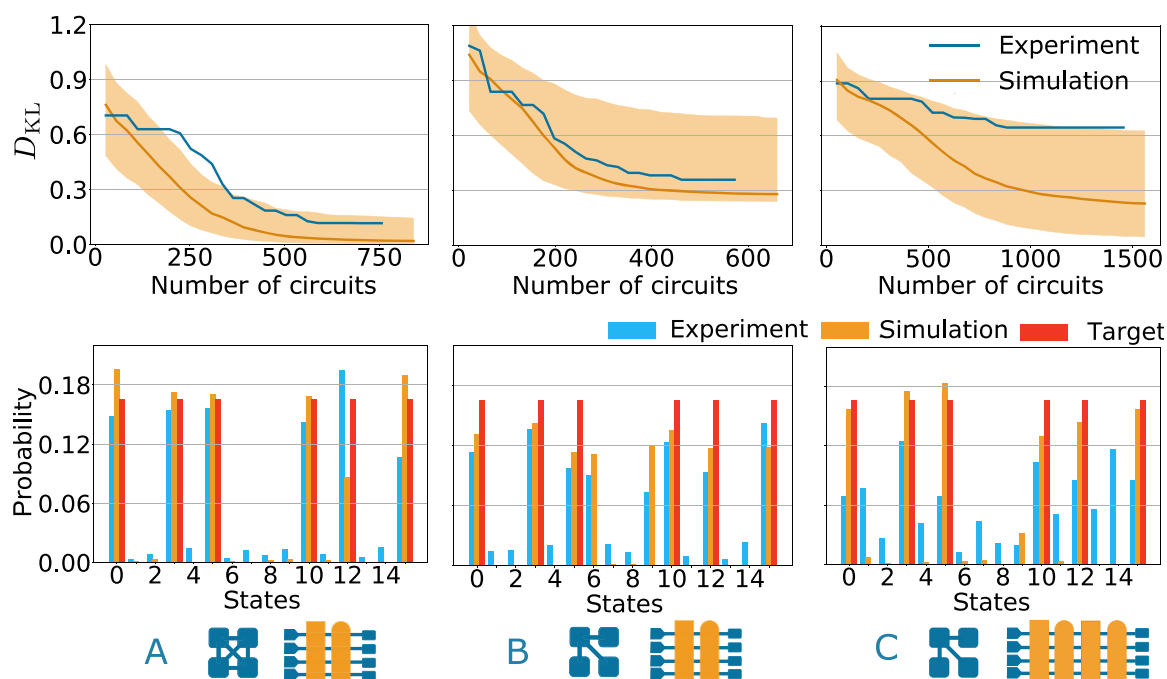 1.2
0.9
0.6
0.3
0.0
D_KL
0 250 500 750
Number of circuits
0 200 400 600
Number of circuits
Experiment
Simulation
0 500 1000 1500
Number of circuits
Experiment Simulation Target
0.18
0.12
0.06
0.00
Probability
0 2 4 6 8 10 12 14
States
0 2 4 6 8 10 12 14
States
0 2 4 6 8 10 12 14
States
A
B
C